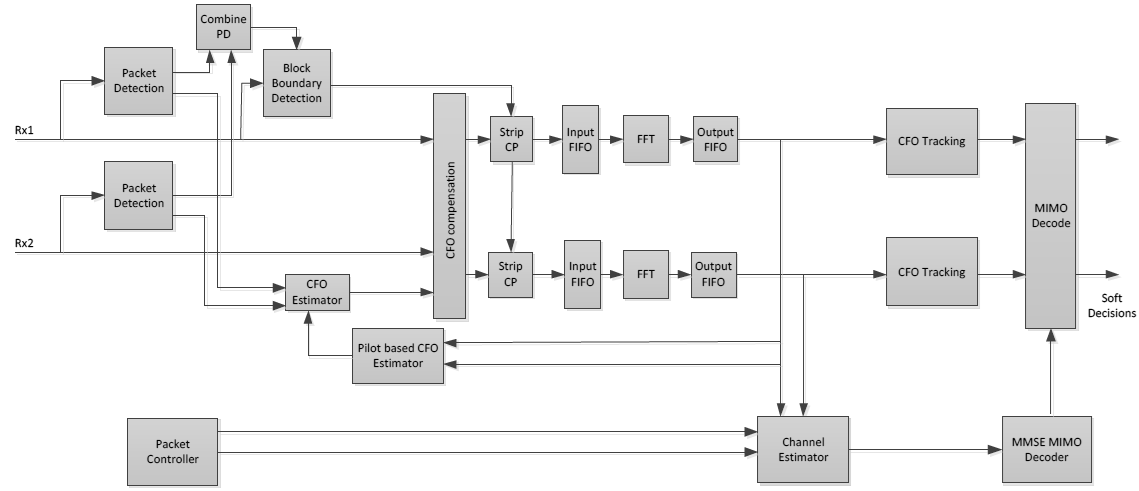 Combine
PD
Packet
Detection
Block
Boundary
Detection
Rx1
Strip
CP
Input
FIFO
FFT
Output
FIFO
CFO Tracking
CFO compensation
MIMO
Decode
Packet
Detection
Rx2
Strip
CP
Input
FIFO
FFT
Output
FIFO
CFO Tracking
CFO
Estimator
Soft
Decisions
Pilot based CFO
Estimator
Packet
Controller
Channel
Estimator
MMSE MIMO
Decoder